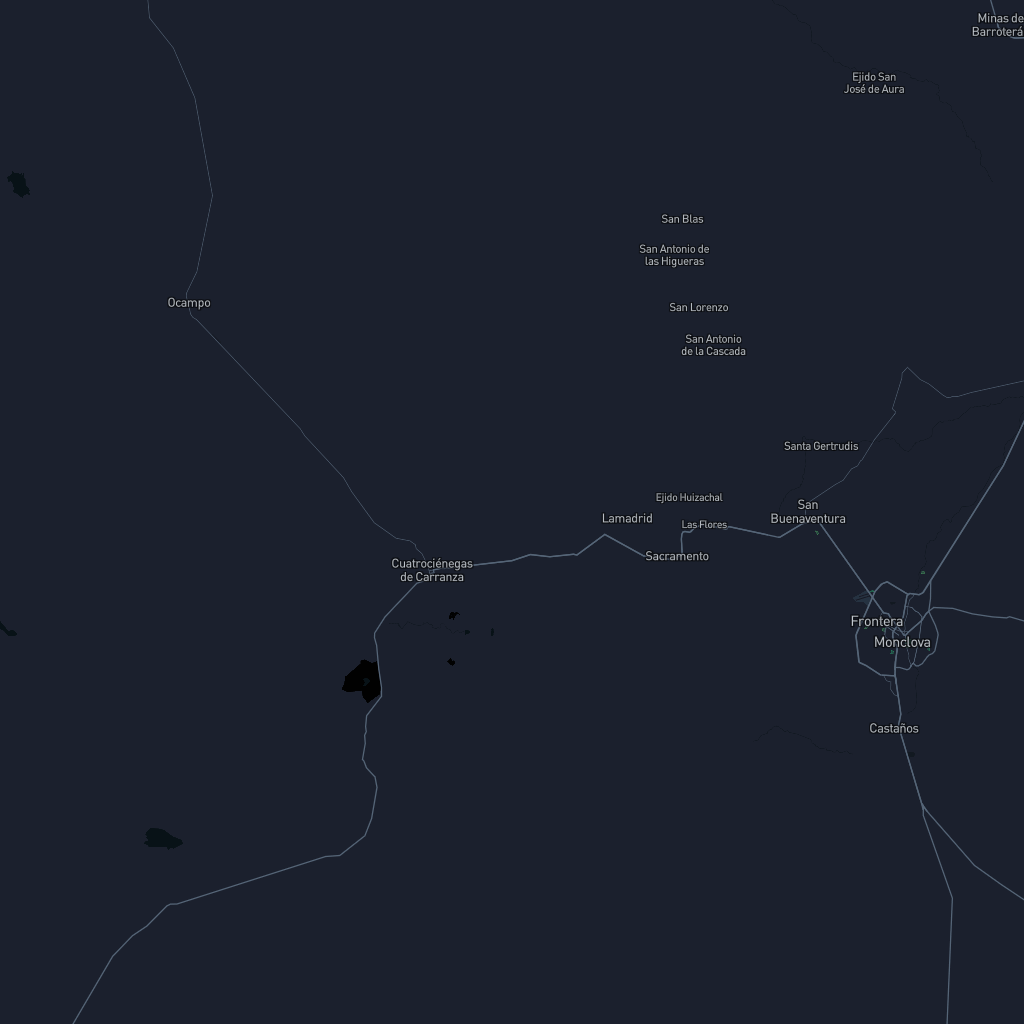 Minas de
Barroterá
Ejido San
José de Aura
San Blas
San Antonio de
las Higueras
Ocampo
San Lorenzo
San Antonio
de la Cascada
Santa Gertrudis
Ejido Huizachal
San
Buenaventura
Lamadrid
Las Flores
Sacramento
Cuatrociénegas
de Carranza
Frontera
Monclova
Castaños